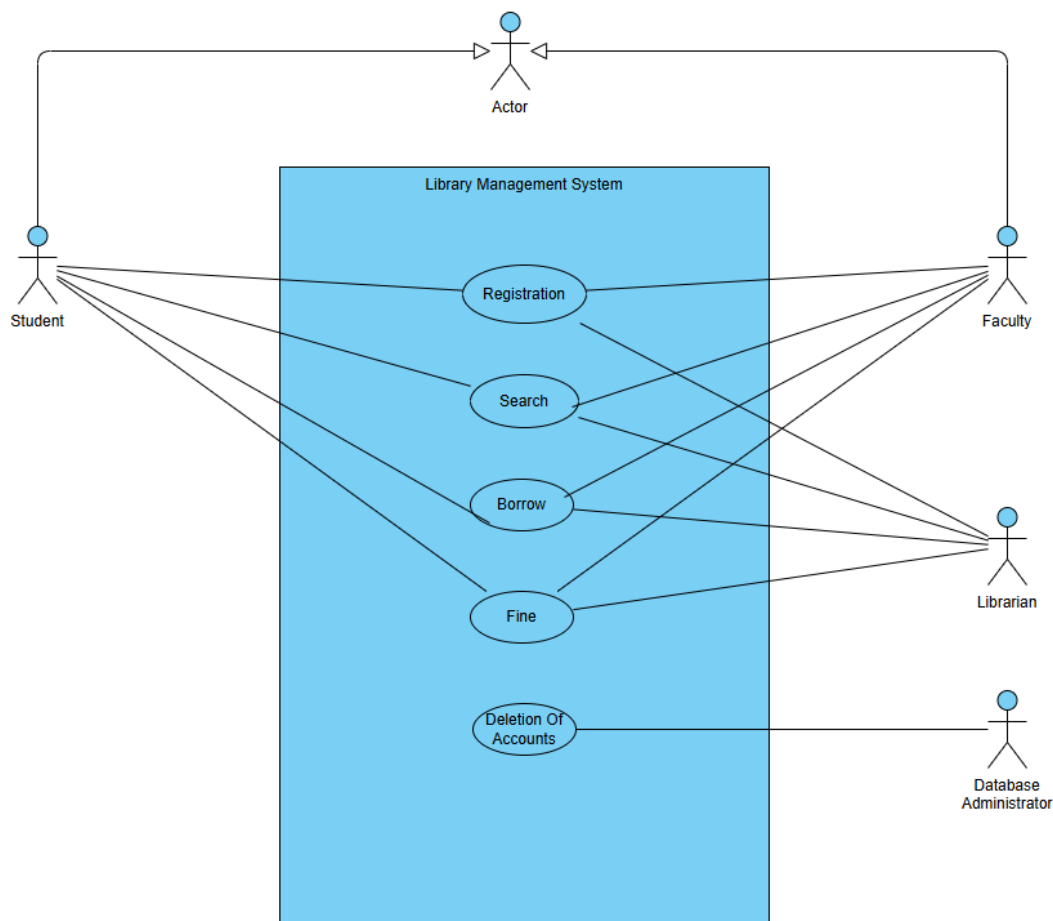 Actor
Library Management System
Student
Registration
Faculty
Search
Borrow
Librarian
Fine
Deletion Of
Accounts
Database
Administrator